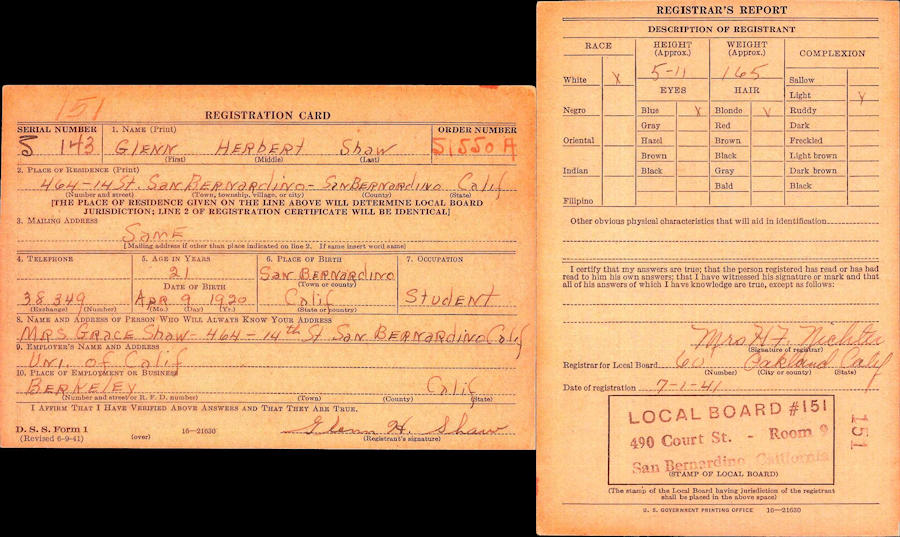 151
REGISTRATION CARD
SERIAL NUMBER 1. NAME (Print) ORDER NUMBER
S 143 GLENN HERBERT Shaw S1550 A
(First) (Middle) (Last)
2. PLACE OF RESIDENCE (Print)
464-14 St. SAN BERNARdiNO- SAN BERNARdiNO Calif
(Number and street) (Town, township, village, or city) (County) (State)
[THE PLACE OF RESIDENCE GIVEN ON THE LINE ABOVE WILL DETERMINE LOCAL BOARD
JURISDICTION; LINE 2 OF REGISTRATION CERTIFICATE WILL BE IDENTICAL]
3. MAILING ADDRESS
SAME
[Mailing address if other than place indicated on line 2. If same insert word same]
4. TELEPHONE 5. AGE IN YEARS 6. PLACE OF BIRTH 7. OCCUPATION
21 SAN BERNARdiNO
DATE OF BIRTH (Town or county)
38 349 APR 9 1920 Calif STUDENT
(Exchange) (Number) (Mo.) (Day) (Yr.) (State or country)
8. NAME AND ADDRESS OF PERSON WHO WILL ALWAYS KNOW YOUR ADDRESS
MRS. GRACE Shaw- 464 - 14th St. SAN BERNARdiNO Calif
9. EMPLOYER'S NAME AND ADDRESS
UNI. of Calif
10. PLACE OF EMPLOYMENT OR BUSINESS
BERKELEY Calif
(Number and street or R. F. D. number) (Town) (County) (State)
I AFFIRM THAT I HAVE VERIFIED ABOVE ANSWERS AND THAT THEY ARE TRUE.
D. S. S. Form 1
(Revised 6-9-41) (over) 16—21630 Glenn H. Shaw
(Registrant's signature)
REGISTRAR'S REPORT
DESCRIPTION OF REGISTRANT
RACE HEIGHT (Approx.) WEIGHT (Approx.) COMPLEXION
White X 5-11 165 Sallow
EYES HAIR Light X
Negro Blue X Blonde X Ruddy
Gray Red Dark
Oriental Hazel Brown Freckled
Brown Black Light brown
Indian Black Gray Dark brown
Bald Black
Filipino
Other obvious physical characteristics that will aid in identification
I certify that my answers are true; that the person registered has read or has had
read to him his own answers; that I have witnessed his signature or mark and that
all of his answers of which I have knowledge are true, except as follows:
Mrs H F
(Signature of registrar)
Registrar for Local Board 60 Oakland Calif
(Number) (City or county) (State)
Date of registration 7-1-41
LOCAL BOARD #151
490 Court St. - Room 9
San Bernardino California
(STAMP OF LOCAL BOARD)
151
(The stamp of the Local Board having jurisdiction of the registrant
shall be placed in the above space)
U. S. GOVERNMENT PRINTING OFFICE 16—21630